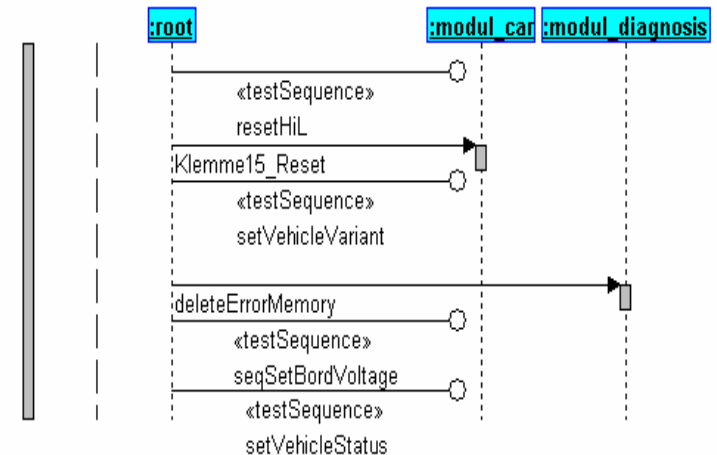 :root :modul_car :modul_diagnosis
«testSequence»
resetHiL
Klemme15_Reset
«testSequence»
setVehicleVariant
deleteErrorMemory
«testSequence»
seqSetBordVoltage
«testSequence»
setVehicleStatus